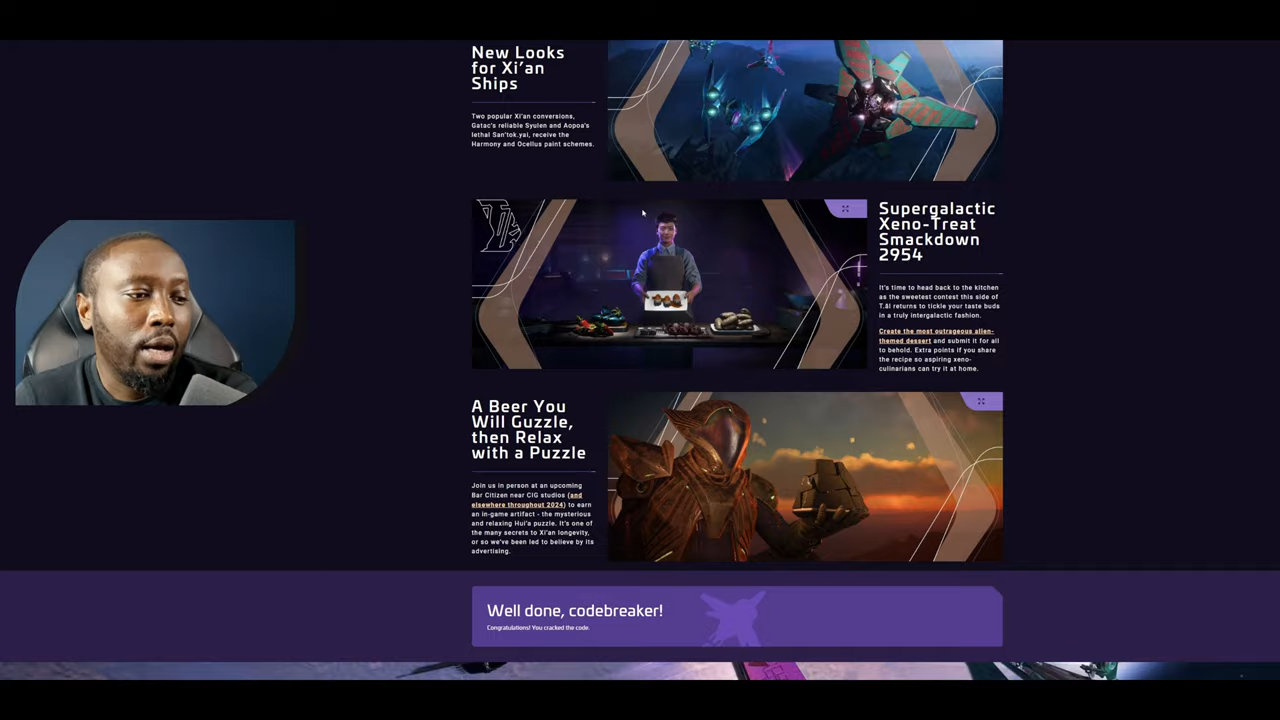 New Looks
for Xi'an
Ships
Two popular Xi'an conversions,
Gatac's reliable Syulen and Aopoa's
lethal San'tok.yai, receive the
Harmony and Ocellus paint schemes.
Supergalactic
Xeno-Treat
Smackdown
2954
It's time to head back to the kitchen
as the sweetest contest this side of
T.āl returns to tickle your taste buds
in a truly intergalactic fashion.
Create the most outrageous alien-
themed dessert and submit it for all
to behold. Extra points if you share
the recipe so aspiring xeno-
culinarians can try it at home.
A Beer You
Will Guzzle,
then Relax
with a Puzzle
Join us in person at an upcoming
Bar Citizen near CIG studios (and
elsewhere throughout 2024) to earn
an in-game artifact - the mysterious
and relaxing Hul'a puzzle. It's one of
the many secrets to Xi'an longevity,
or so we've been led to believe by its
advertising.
Well done, codebreaker!
Congratulations! You cracked the code.